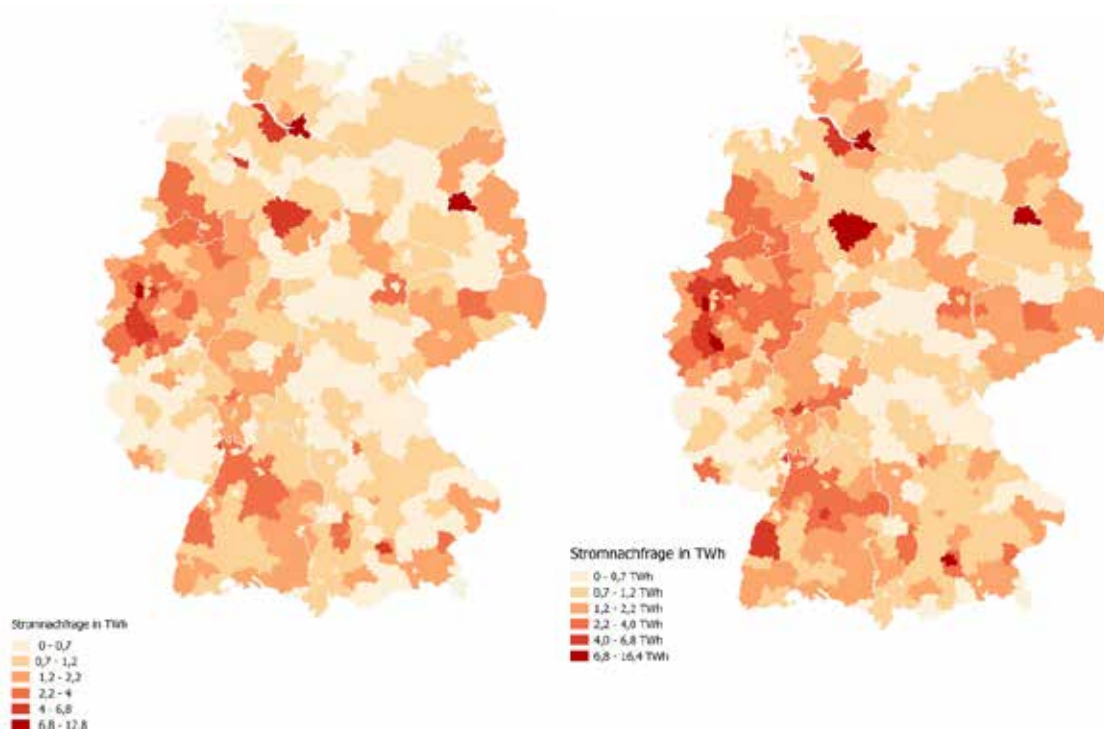 Stromnachfrage in TWh
0 - 0,7
0,7 - 1,2
1,2 - 2,2
2,2 - 4
4 - 6,8
6,8 - 12,8
Stromnachfrage in TWh
0 - 0,7 TWh
0,7 - 1,2 TWh
1,2 - 2,2 TWh
2,2 - 4,0 TWh
4,0 - 6,8 TWh
6,8 - 16,4 TWh